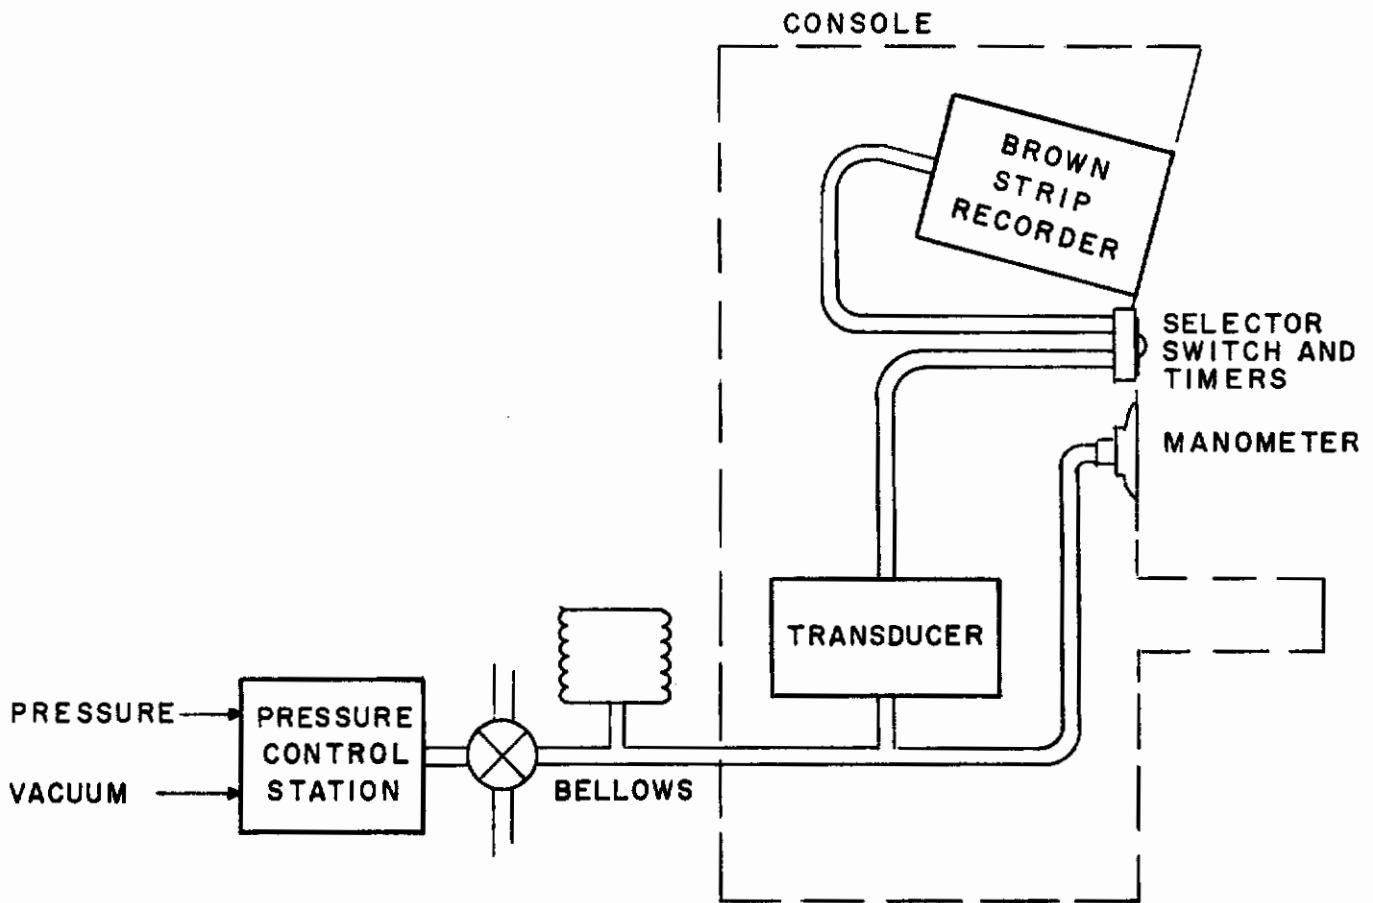 CONSOLE
BROWN
STRIP
RECORDER
SELECTOR
SWITCH AND
TIMERS
MANOMETER
TRANSDUCER
PRESSURE
VACUUM
PRESSURE
CONTROL
STATION
BELLOWS